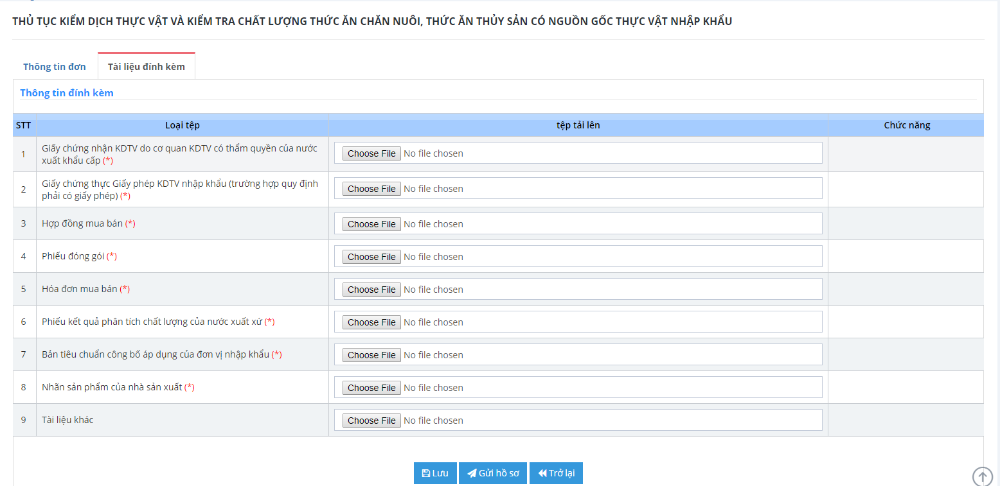 THỦ TỤC KIỂM DỊCH THỰC VẬT VÀ KIỂM TRA CHẤT LƯỢNG THỨC ĂN CHĂN NUÔI, THỨC ĂN THỦY SẢN CÓ NGUỒN GỐC THỰC VẬT NHẬP KHẨU
Thông tin đơn
Tài liệu đính kèm
Thông tin đính kèm
STT Loại tệp tệp tải lên Chức năng
1 Giấy chứng nhận KDTV do cơ quan KDTV có thẩm quyền của nước
xuất khẩu cấp (*)
Choose File No file chosen
2 Giấy chứng thực Giấy phép KDTV nhập khẩu (trường hợp quy định
phải có giấy phép) (*)
Choose File No file chosen
3 Hợp đồng mua bán (*) Choose File No file chosen
4 Phiếu đóng gói (*) Choose File No file chosen
5 Hóa đơn mua bán (*) Choose File No file chosen
6 Phiếu kết quả phân tích chất lượng của nước xuất xứ (*) Choose File No file chosen
7 Bản tiêu chuẩn công bố áp dụng của đơn vị nhập khẩu (*) Choose File No file chosen
8 Nhãn sản phẩm của nhà sản xuất (*) Choose File No file chosen
9 Tài liệu khác Choose File No file chosen
Lưu Gửi hồ sơ Trở lại